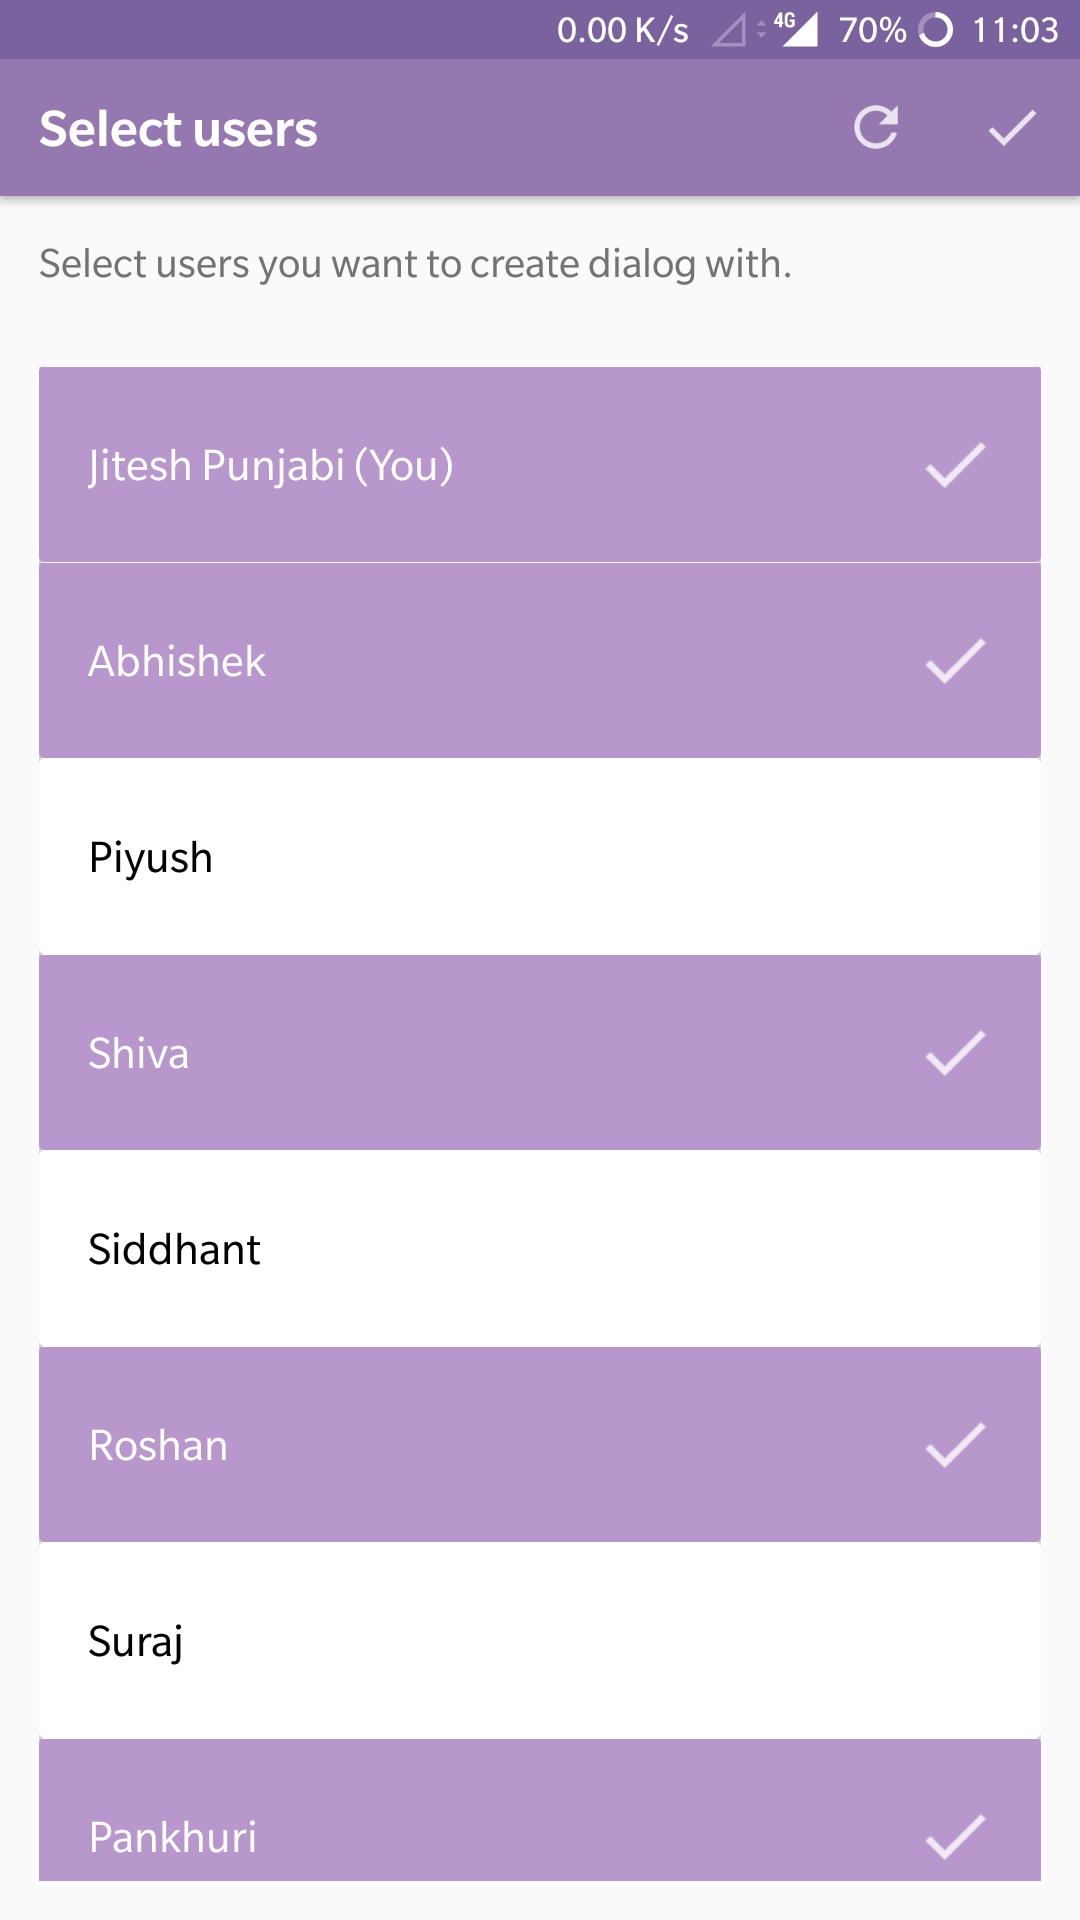 0.00 K/s 4G 70% 11:03
Select users
Select users you want to create dialog with.
Jitesh Punjabi (You)
Abhishek
Piyush
Shiva
Siddhant
Roshan
Suraj
Pankhuri